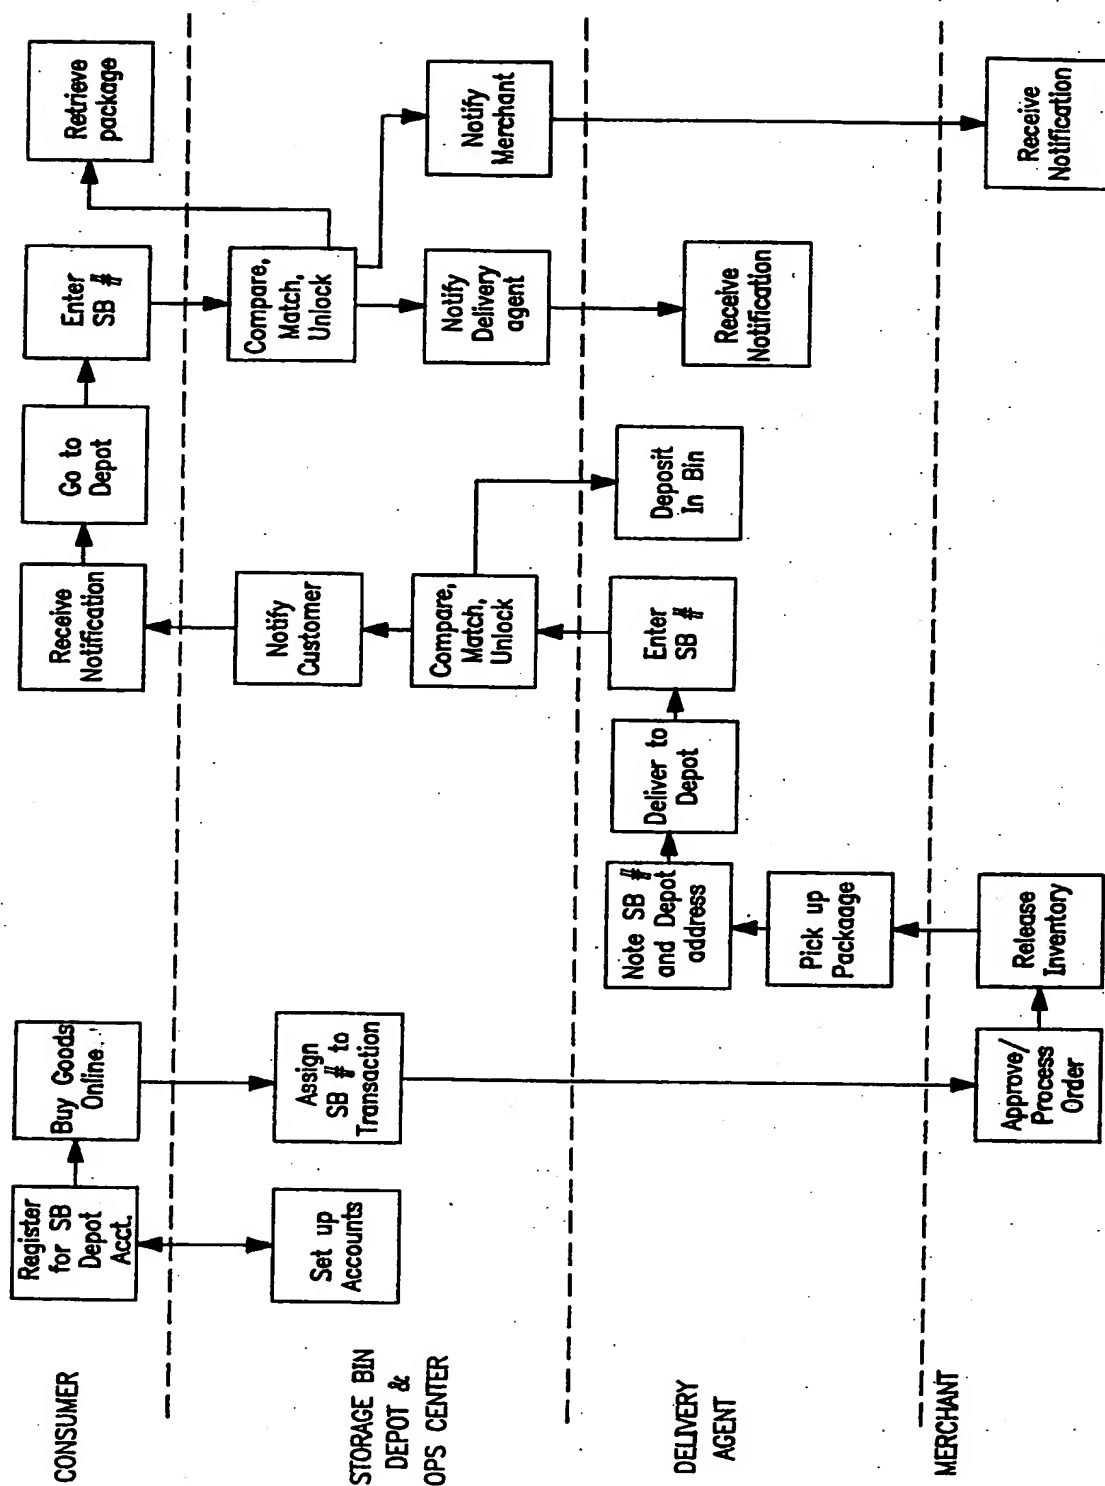 CONSUMER
Register
for SB
Depot
Acct.
Buy Goods
Online.
Receive
Notification
Go to
Depot
Enter
SB #
Retrieve
package
STORAGE BIN
DEPOT &
OPS CENTER
Set up
Accounts
Assign
SB # to
Transaction
Notify
Customer
Compare,
Match,
Unlock
Compare,
Match,
Unlock
Notify
Delivery
agent
Notify
Merchant
DELIVERY
AGENT
Note SB #
and Depot
address
Pick up
Packaage
Deliver to
Depot
Enter
SB #
Deposit
In Bin
Receive
Notification
MERCHANT
Approve/
Process
Order
Release
Inventory
Receive
Notification